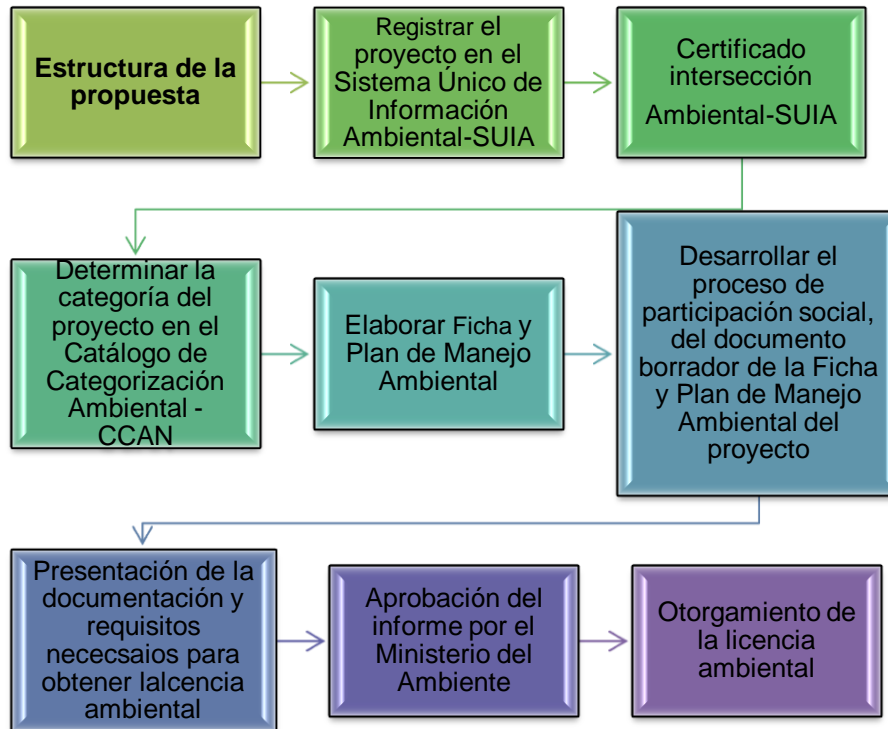 Estructura de la
propuesta
Registrar el
proyecto en el
Sistema Único de
Información
Ambiental-SUIA
Certificado
intersección
Ambiental-SUIA
Determinar la
categoría del
proyecto en el
Catálogo de
Categorización
Ambiental -
CCAN
Elaborar Ficha y
Plan de Manejo
Ambiental
Desarrollar el
proceso de
participación social,
del documento
borrador de la Ficha
y Plan de Manejo
Ambiental del
proyecto
Presentación de la
documentación y
requisitos
nececsaios para
obtener lalcencia
ambiental
Aprobación del
informe por el
Ministerio del
Ambiente
Otorgamiento de
la licencia
ambiental